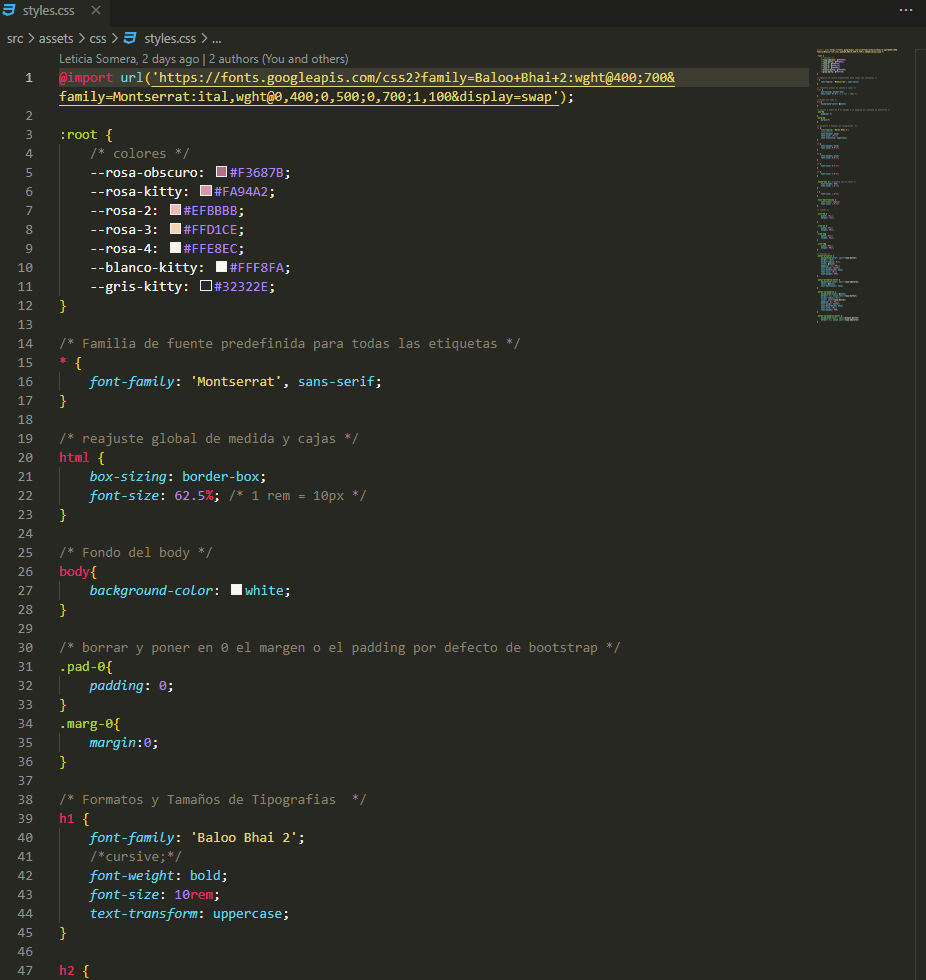 styles.css
src > assets > css > styles.css > ...
Leticia Somera, 2 days ago | 2 authors (You and others)
1 @import url('https://fonts.googleapis.com/css2?family=Baloo+Bhai+2:wght@400;700&
family=Montserrat:ital,wght@0,400;0,500;0,700;1,100&display=swap');
2
3 :root {
4 /* colores */
5 --rosa-obscuro: #F3687B;
6 --rosa-kitty: #FA94A2;
7 --rosa-2: #EFBBBB;
8 --rosa-3: #FFD1CE;
9 --rosa-4: #FFE8EC;
10 --blanco-kitty: #FFF8FA;
11 --gris-kitty: #32322E;
12 }
13
14 /* Familia de fuente predefinida para todas las etiquetas */
15 * {
16 font-family: 'Montserrat', sans-serif;
17 }
18
19 /* reajuste global de medida y cajas */
20 html {
21 box-sizing: border-box;
22 font-size: 62.5%; /* 1 rem = 10px */
23 }
24
25 /* Fondo del body */
26 body{
27 background-color: white;
28 }
29
30 /* borrar y poner en 0 el margen o el padding por defecto de bootstrap */
31 .pad-0{
32 padding: 0;
33 }
34 .marg-0{
35 margin:0;
36 }
37
38 /* Formatos y Tamaños de Tipografias  */
39 h1 {
40 font-family: 'Baloo Bhai 2';
41 /*cursive;*/
42 font-weight: bold;
43 font-size: 10rem;
44 text-transform: uppercase;
45 }
46
47 h2 {